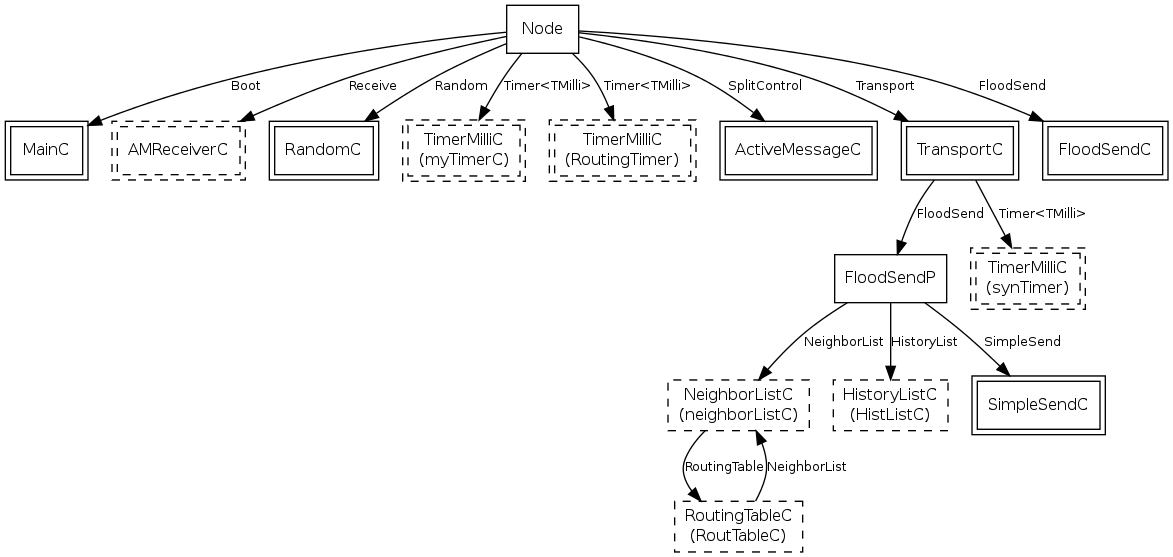 Node
Boot
Receive
Random
Timer<TMilli>
Timer<TMilli>
SplitControl
Transport
FloodSend
MainC
AMReceiverC
RandomC
TimerMilliC
(myTimerC)
TimerMilliC
(RoutingTimer)
ActiveMessageC
TransportC
FloodSendC
FloodSend
Timer<TMilli>
FloodSendP
TimerMilliC
(synTimer)
NeighborList
HistoryList
SimpleSend
NeighborListC
(neighborListC)
HistoryListC
(HistListC)
SimpleSendC
RoutingTable
NeighborList
RoutingTableC
(RoutTableC)